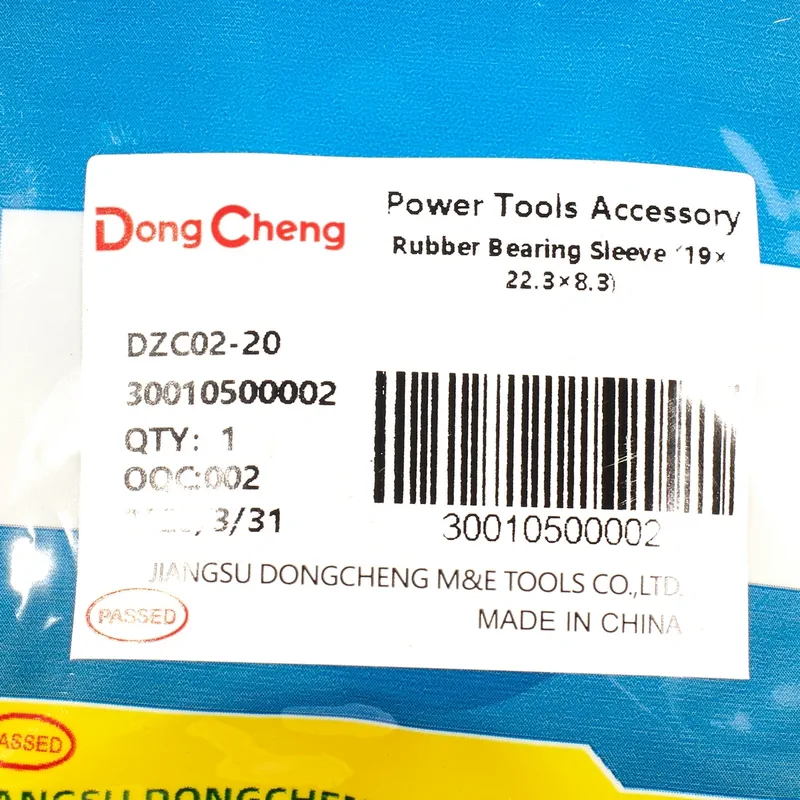 Dong Cheng
Power Tools Accessory
Rubber Bearing Sleeve (19×
22.3×8.3)
DZC02-20
30010500002
QTY: 1
OQC:002
3/31
30010500002
JIANGSU DONGCHENG M&E TOOLS CO.,LTD.
PASSED
MADE IN CHINA
PASSED